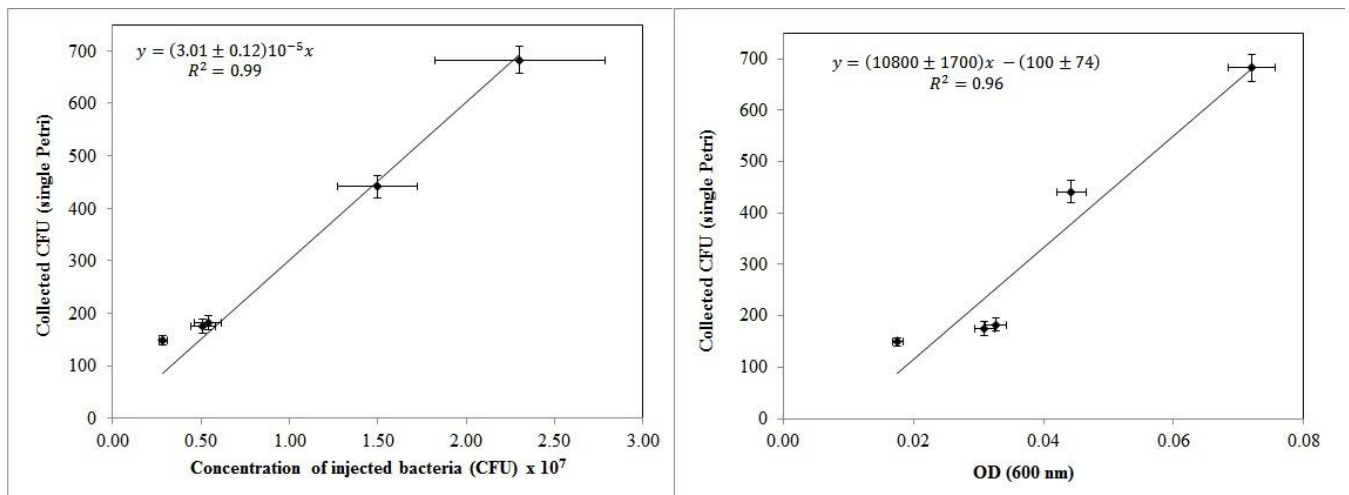 y = (3.01 ± 0.12)10⁻⁵x
R² = 0.99
700
600
500
400
300
200
100
0
0.00 0.50 1.00 1.50 2.00 2.50 3.00
Collected CFU (single Petri)
Concentration of injected bacteria (CFU) x 10⁷
y = (10800 ± 1700)x − (100 ± 74)
R² = 0.96
700
600
500
400
300
200
100
0
0.00 0.02 0.04 0.06 0.08
Collected CFU (single Petri)
OD (600 nm)